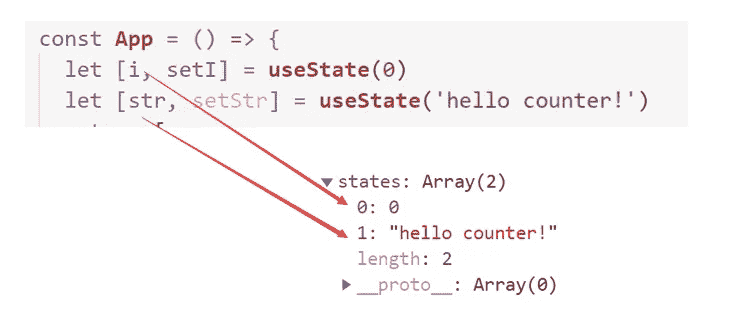 const App = () => {
let [i, setI] = useState(0)
let [str, setStr] = useState('hello counter!')
states: Array(2)
0: 0
1: "hello counter!"
length: 2
__proto__: Array(0)